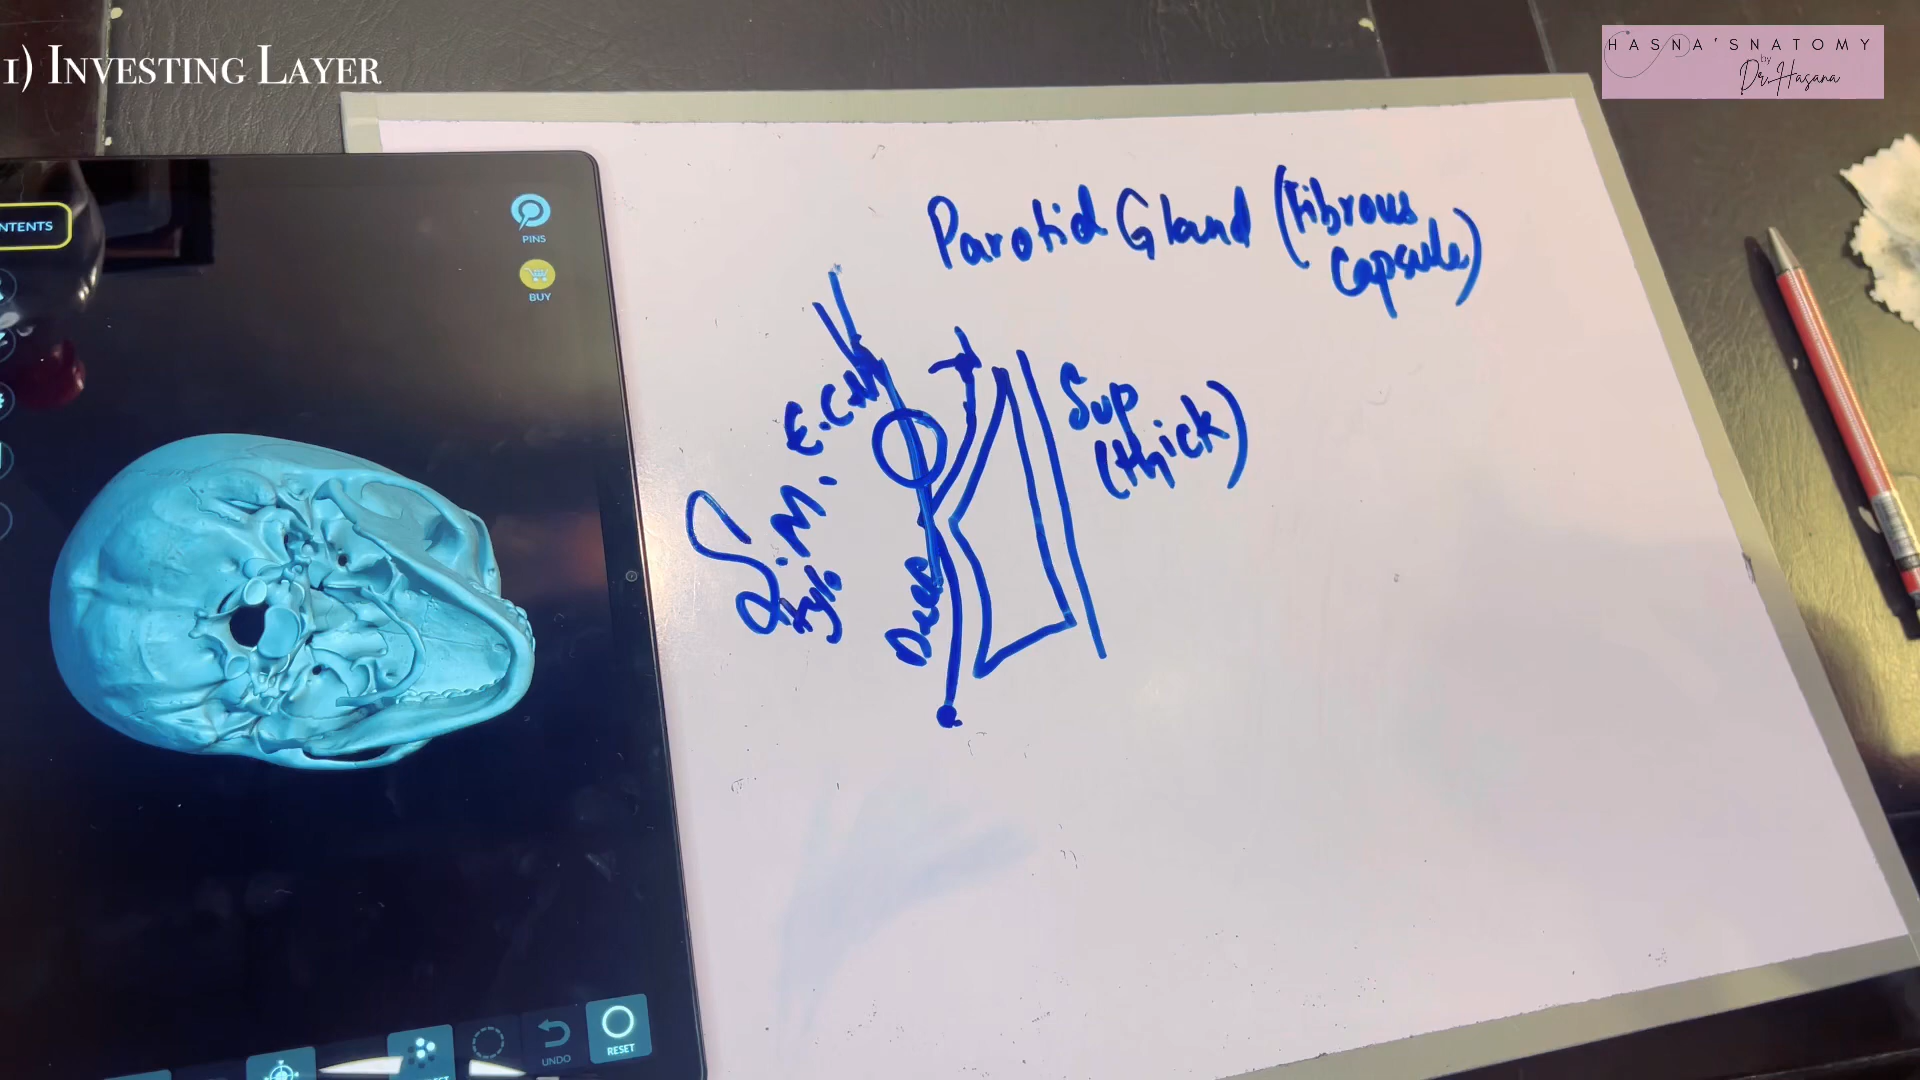 1) INVESTING LAYER
HASNA'SNATOMY
by
Dr.Hasana
NTENTS
PINS
BUY
Parotid Gland (Fibrous
capsule)
Sup
(thick)
Deep
UNDO
RESET